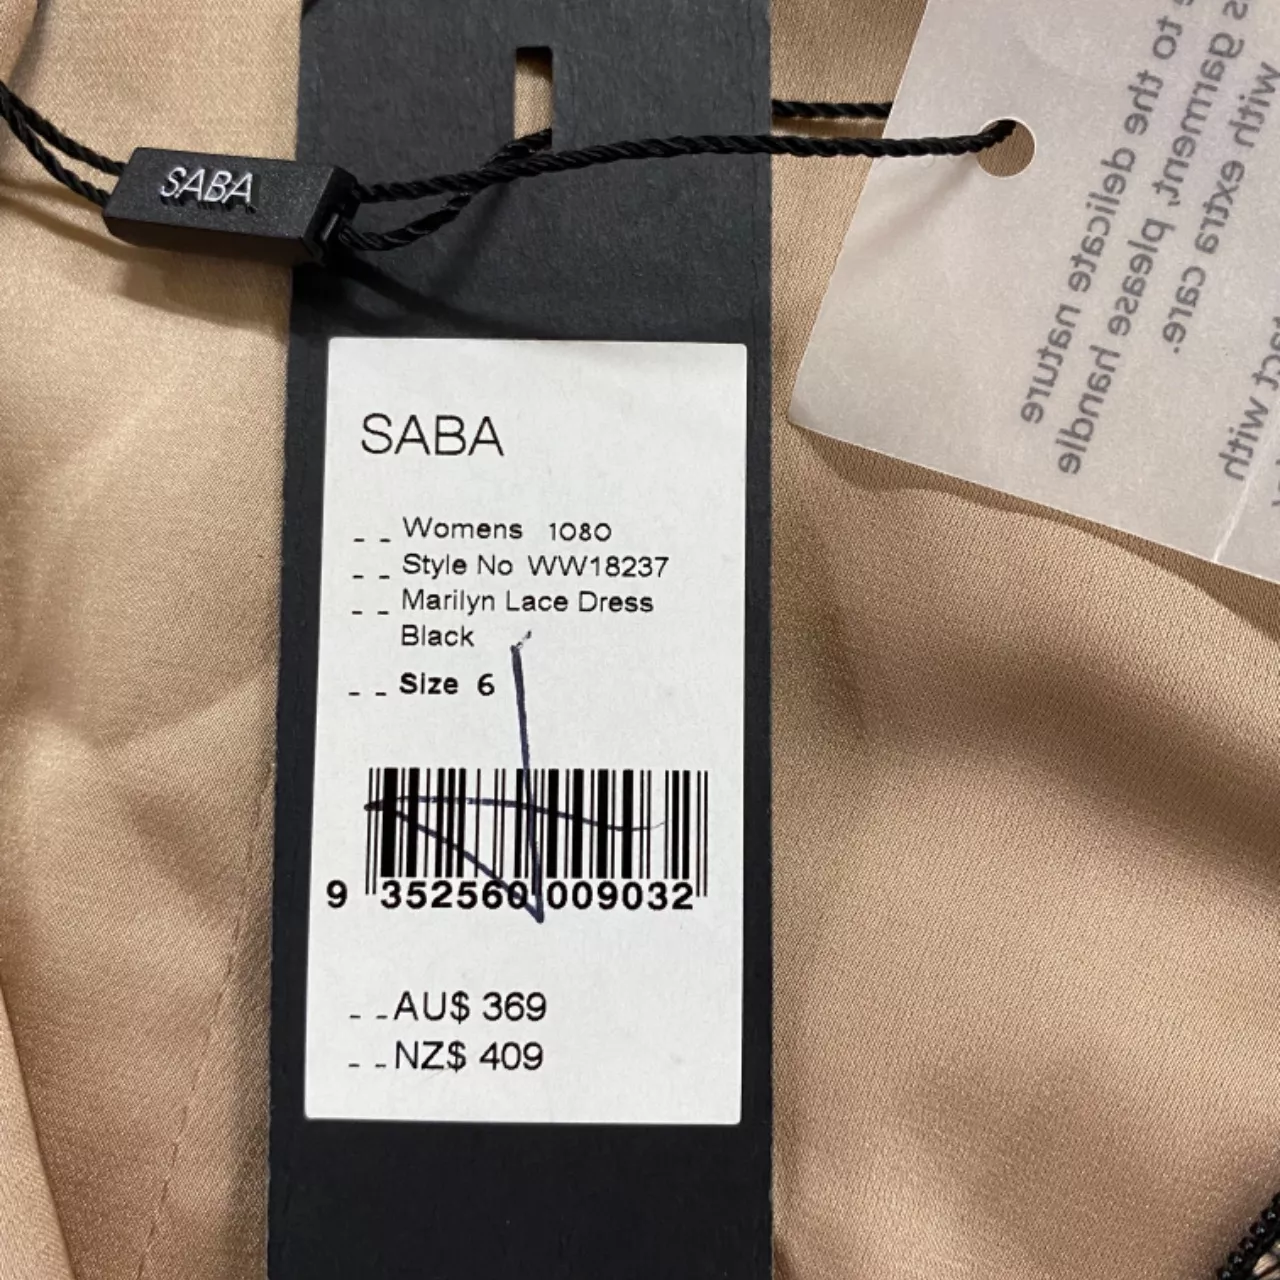 SABA
SABA
_ _ Womens 1080
_ _ Style No WW18237
_ _ Marilyn Lace Dress
Black
_ _ Size 6
9 352560 009032
_ _ AU$ 369
_ _ NZ$ 409
to the delicate nature
garment, please handle
with extra care.
with